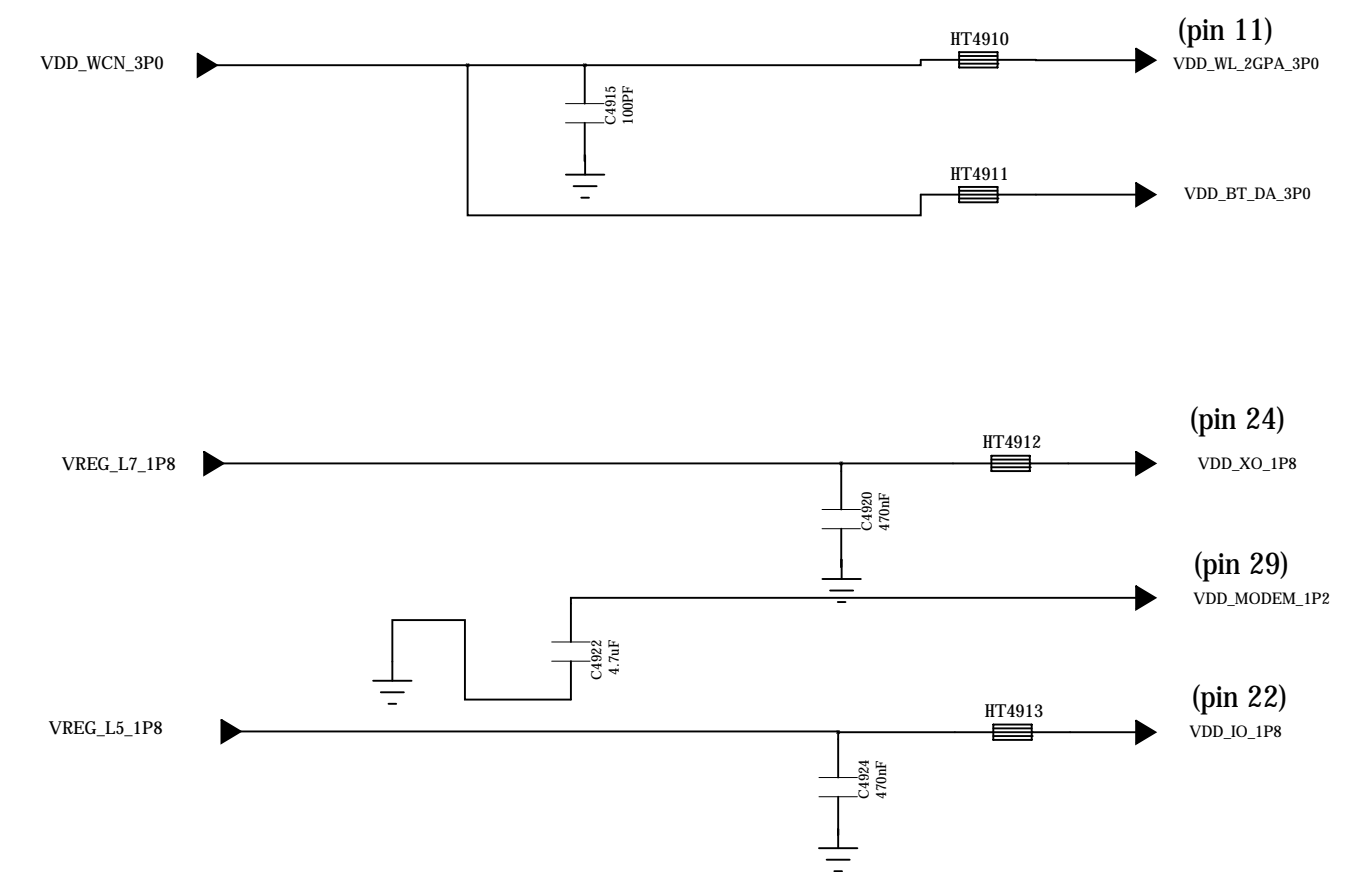 (pin 11)
HT4910
VDD_WCN_3P0
VDD_WL_2GPA_3P0
C4915
100PF
HT4911
VDD_BT_DA_3P0
(pin 24)
HT4912
VREG_L7_1P8
VDD_XO_1P8
C4920
470nF
(pin 29)
VDD_MODEM_1P2
C4922
4.7uF
(pin 22)
HT4913
VREG_L5_1P8
VDD_IO_1P8
C4924
470nF